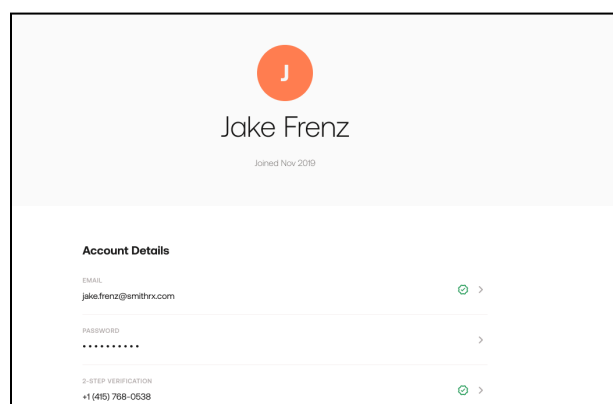 J
Jake Frenz
Joined Nov 2019
Account Details
EMAIL
jake.frenz@smithrx.com
PASSWORD
••••••••••
2-STEP VERIFICATION
+1 (415) 768-0538